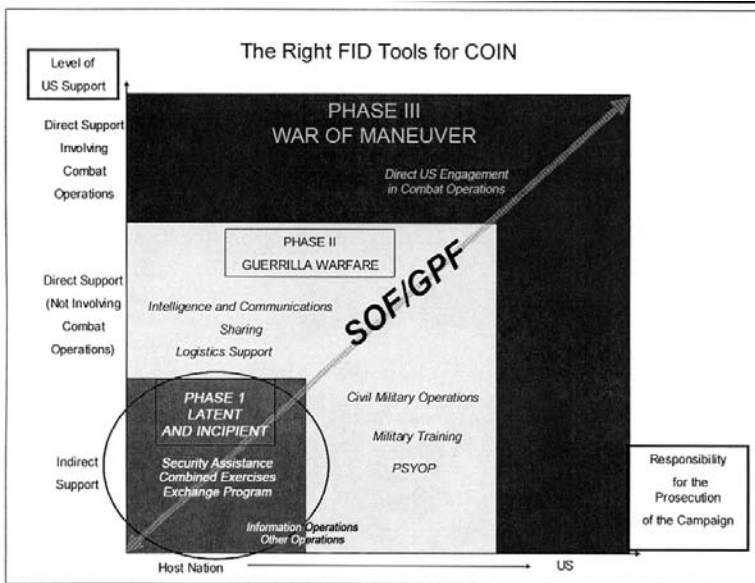 The Right FID Tools for COIN
Level of
US Support
Direct Support
Involving
Combat
Operations
PHASE III
WAR OF MANEUVER
Direct US Engagement
in Combat Operations
PHASE II
GUERRILLA WARFARE
SOF/GPF
Direct Support
(Not Involving
Combat
Operations)
Intelligence and Communications
Sharing
Logistics Support
PHASE 1
LATENT
AND INCIPIENT
Civil Military Operations
Military Training
PSYOP
Indirect
Support
Security Assistance
Combined Exercises
Exchange Program
Information Operations
Other Operations
Responsibility
for the
Prosecution
of the Campaign
Host Nation
US